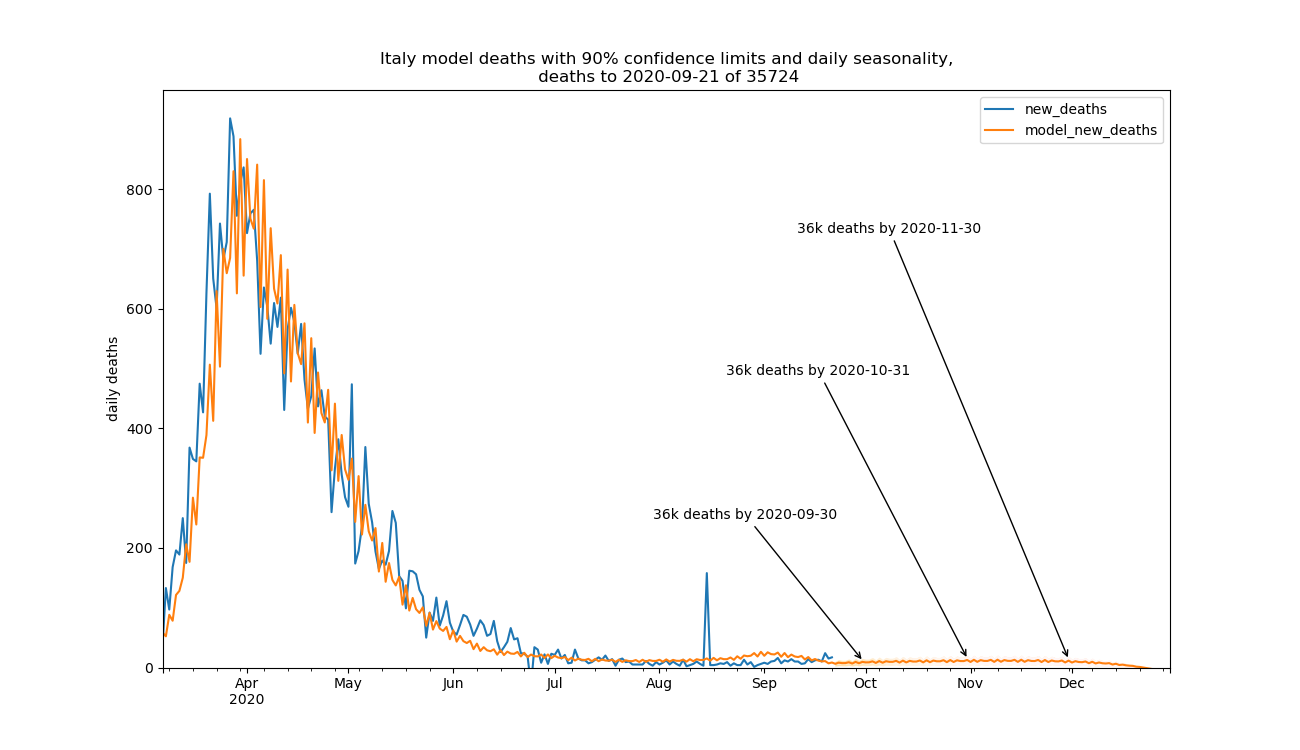 Italy model deaths with 90% confidence limits and daily seasonality,
deaths to 2020-09-21 of 35724
new_deaths
model_new_deaths
800
600
400
200
0
daily deaths
36k deaths by 2020-11-30
36k deaths by 2020-10-31
36k deaths by 2020-09-30
Apr May Jun Jul Aug Sep Oct Nov Dec
2020